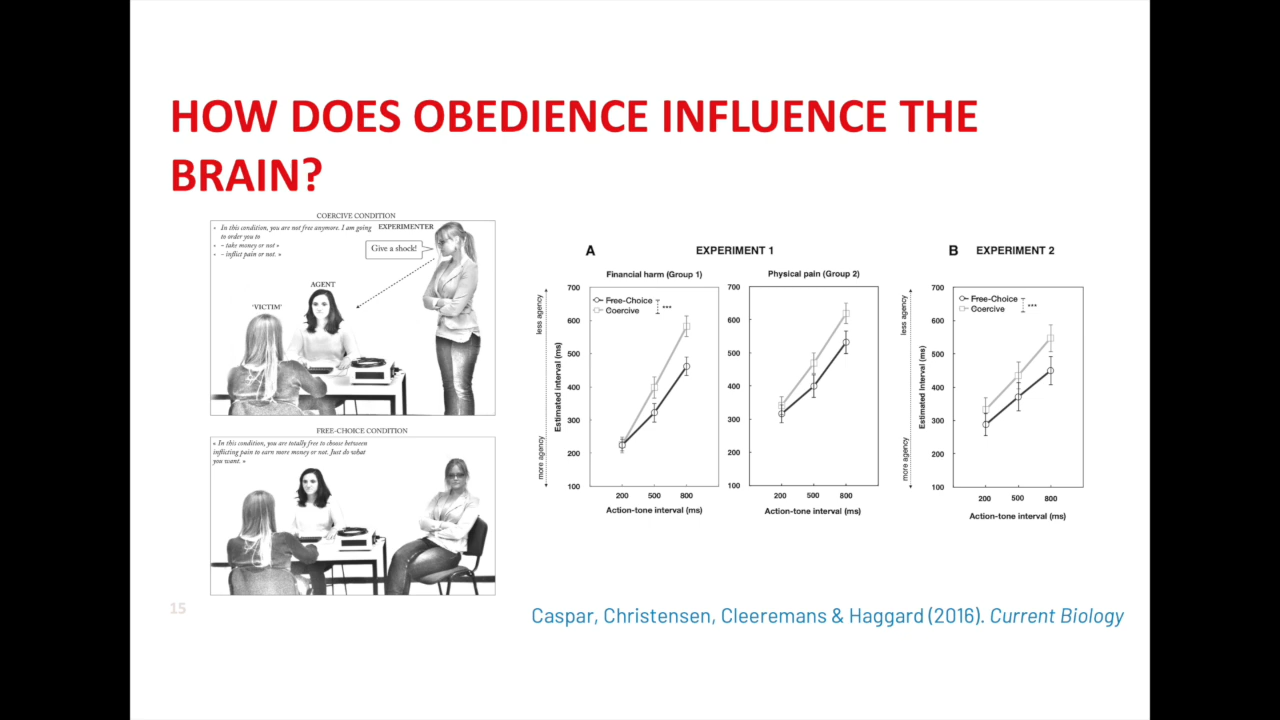 HOW DOES OBEDIENCE INFLUENCE THE
BRAIN?
COERCIVE CONDITION
• In this condition, you are not free anymore. I am going
to order you to
• - take money or not «
• - inflict pain or not. »
EXPERIMENTER
Give a shock!
AGENT
'VICTIM'
FREE-CHOICE CONDITION
« In this condition, you are totally free to choose between
inflicting pain to earn more money or not. Just do what
you want. »
A
EXPERIMENT 1
Financial harm (Group 1)
less agency
more agency
Estimated interval (ms)
700
600
500
400
300
200
100
Free-Choice
Coercive
***
200 500 800
Action-tone interval (ms)
Physical pain (Group 2)
700
600
500
400
300
200
100
200 500 800
Action-tone interval (ms)
B
EXPERIMENT 2
less agency
more agency
Estimated Interval (ms)
700
600
500
400
300
200
100
Free-Choice
Coercive
***
200 500 800
Action-tone interval (ms)
15
Caspar, Christensen, Cleeremans & Haggard (2016). Current Biology